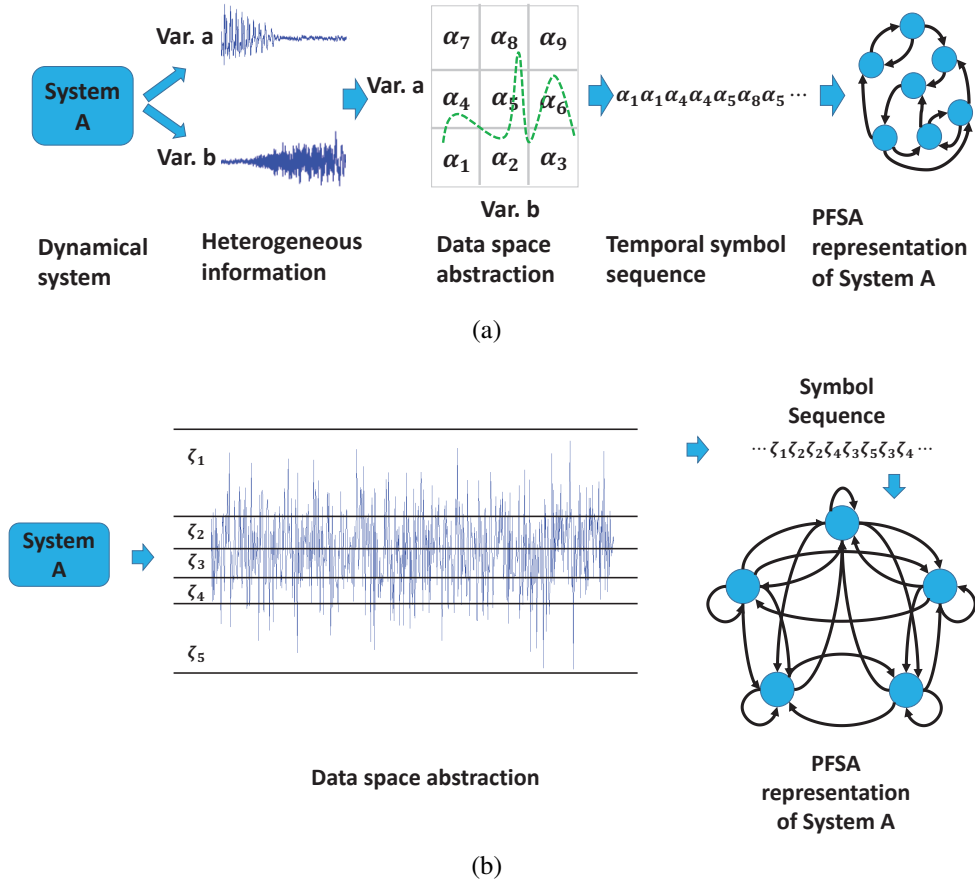 Var. a
System
A
Var. b
Var. a
α7 α8 α9
α4 α5 α6
α1 α2 α3
Var. b
α1α1α4α4α5α8α5 ⋯
Dynamical
system
Heterogeneous
information
Data space
abstraction
Temporal symbol
sequence
PFSA
representation
of System A
(a)
System
A
ζ1
ζ2
ζ3
ζ4
ζ5
Data space abstraction
Symbol
Sequence
⋯ ζ1ζ2ζ2ζ4ζ3ζ5ζ3ζ4 ⋯
PFSA
representation
of System A
(b)